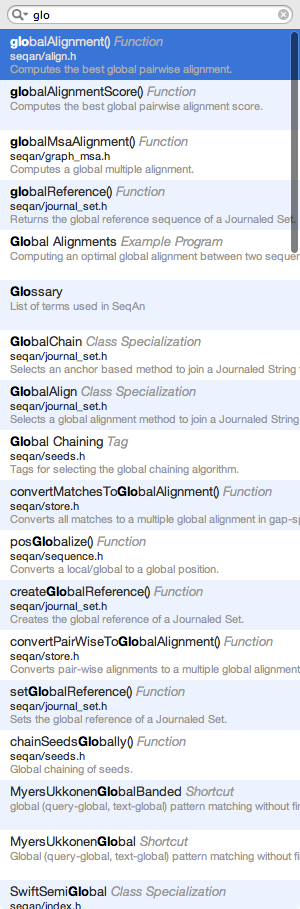 glo
globalAlignment() Function
seqan/align.h
Computes the best global pairwise alignment.
globalAlignmentScore() Function
Computes the best global pairwise alignment score.
globalMsaAlignment() Function
seqan/graph_msa.h
Computes a global multiple alignment.
globalReference() Function
seqan/journal_set.h
Returns the global reference sequence of a Journaled Set.
Global Alignments Example Program
Computing an optimal global alignment between two sequen
Glossary
List of terms used in SeqAn
GlobalChain Class Specialization
seqan/journal_set.h
Selects an anchor based method to join a Journaled String
GlobalAlign Class Specialization
seqan/journal_set.h
Selects a global alignment method to join a Journaled String
Global Chaining Tag
seqan/seeds.h
Tags for selecting the global chaining algorithm.
convertMatchesToGlobalAlignment() Function
seqan/store.h
Converts all matches to a multiple global alignment in gap-sp
posGlobalize() Function
seqan/sequence.h
Converts a local/global to a global position.
createGlobalReference() Function
seqan/journal_set.h
Creates the global reference of a Journaled Set.
convertPairWiseToGlobalAlignment() Function
seqan/store.h
Converts pair-wise alignments to a multiple global alignment
setGlobalReference() Function
seqan/journal_set.h
Sets the global reference of a Journaled Set.
chainSeedsGlobally() Function
seqan/seeds.h
Global chaining of seeds.
MyersUkkonenGlobalBanded Shortcut
global (query-global, text-global) pattern matching without fi
MyersUkkonenGlobal Shortcut
Global (query-global, text-global) pattern matching without fi
SwiftSemiGlobal Class Specialization
seqan/index.h